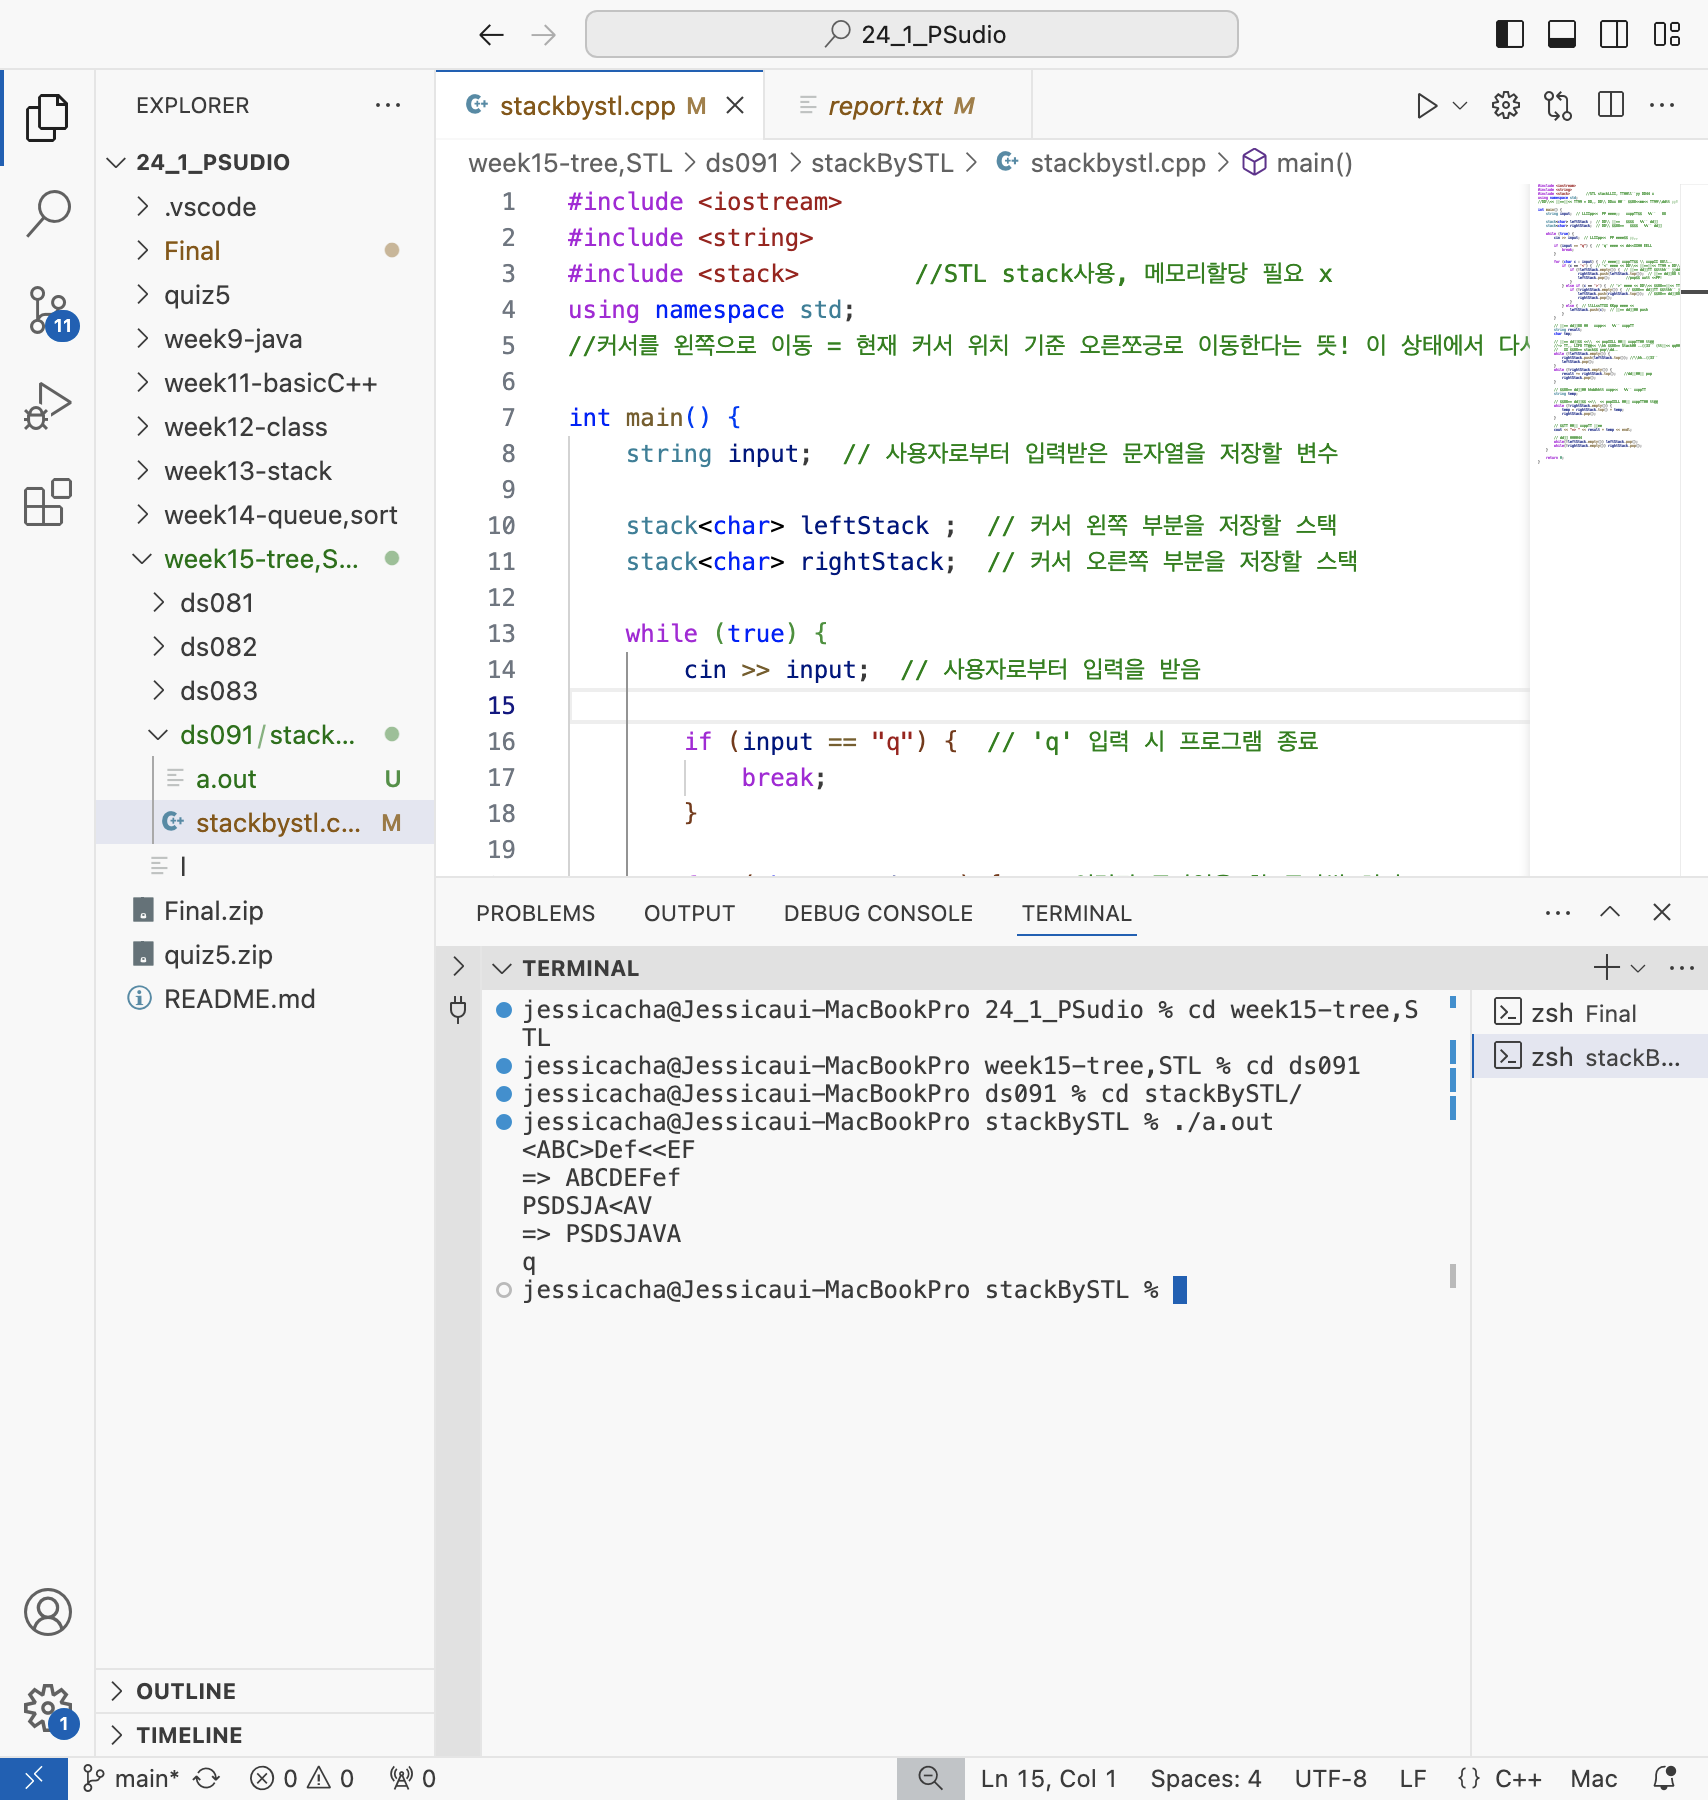 24_1_PSudio
EXPLORER
24_1_PSUDIO
.vscode
Final
quiz5
week9-java
week11-basicC++
week12-class
week13-stack
week14-queue,sort
week15-tree,S...
ds081
ds082
ds083
ds091/stack...
a.out U
stackbystl.c... M
l
Final.zip
quiz5.zip
README.md
OUTLINE
TIMELINE
11
1
stackbystl.cpp M
report.txt M
week15-tree,STL > ds091 > stackBySTL > stackbystl.cpp > main()
1 #include <iostream>
2 #include <string>
3 #include <stack> //STL stack사용, 메모리할당 필요 x
4 using namespace std;
5 //커서를 왼쪽으로 이동 = 현재 커서 위치 기준 오른쪼긍로 이동한다는 뜻! 이 상태에서 다시
6
7 int main() {
8 string input; // 사용자로부터 입력받은 문자열을 저장할 변수
9
10 stack<char> leftStack ; // 커서 왼쪽 부분을 저장할 스택
11 stack<char> rightStack; // 커서 오른쪽 부분을 저장할 스택
12
13 while (true) {
14 cin >> input; // 사용자로부터 입력을 받음
15
16 if (input == "q") { // 'q' 입력 시 프로그램 종료
17 break;
18 }
19
PROBLEMS OUTPUT DEBUG CONSOLE TERMINAL
TERMINAL
jessicacha@Jessicaui-MacBookPro 24_1_PSudio % cd week15-tree,S
TL
jessicacha@Jessicaui-MacBookPro week15-tree,STL % cd ds091
jessicacha@Jessicaui-MacBookPro ds091 % cd stackBySTL/
jessicacha@Jessicaui-MacBookPro stackBySTL % ./a.out
<ABC>Def<<EF
=> ABCDEFef
PSDSJA<AV
=> PSDSJAVA
q
jessicacha@Jessicaui-MacBookPro stackBySTL %
zsh Final
zsh stackB...
main* 0 0 0 Ln 15, Col 1 Spaces: 4 UTF-8 LF {} C++ Mac